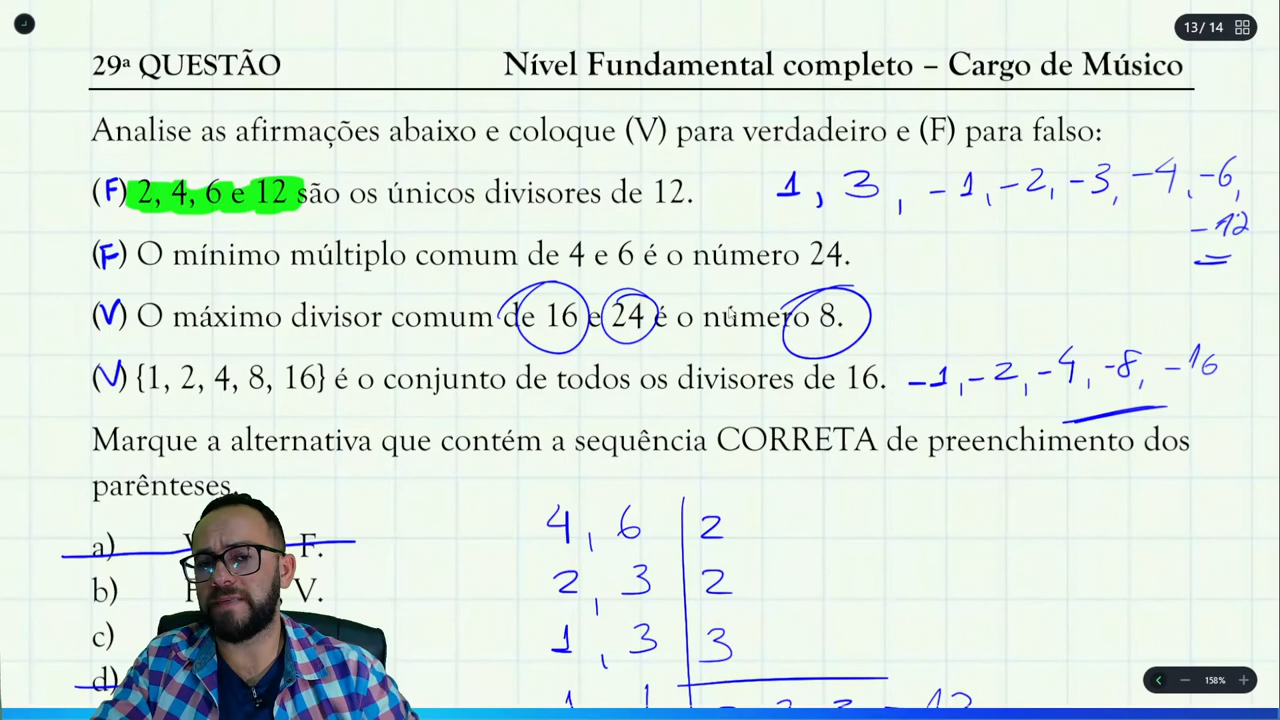 13/ 14
29ª QUESTÃO Nível Fundamental completo – Cargo de Músico
Analise as afirmações abaixo e coloque (V) para verdadeiro e (F) para falso:
(F) 2, 4, 6 e 12 são os únicos divisores de 12. 1, 3, -1, -2, -3, -4, -6,
-12
(F) O mínimo múltiplo comum de 4 e 6 é o número 24.
(V) O máximo divisor comum de 16 e 24 é o número 8.
(V) {1, 2, 4, 8, 16} é o conjunto de todos os divisores de 16. -1, -2, -4, -8, -16
Marque a alternativa que contém a sequência CORRETA de preenchimento dos
parênteses.
4, 6 | 2
a) F.
2, 3 | 2
b) V.
1, 3 | 3
c)
d)
158%